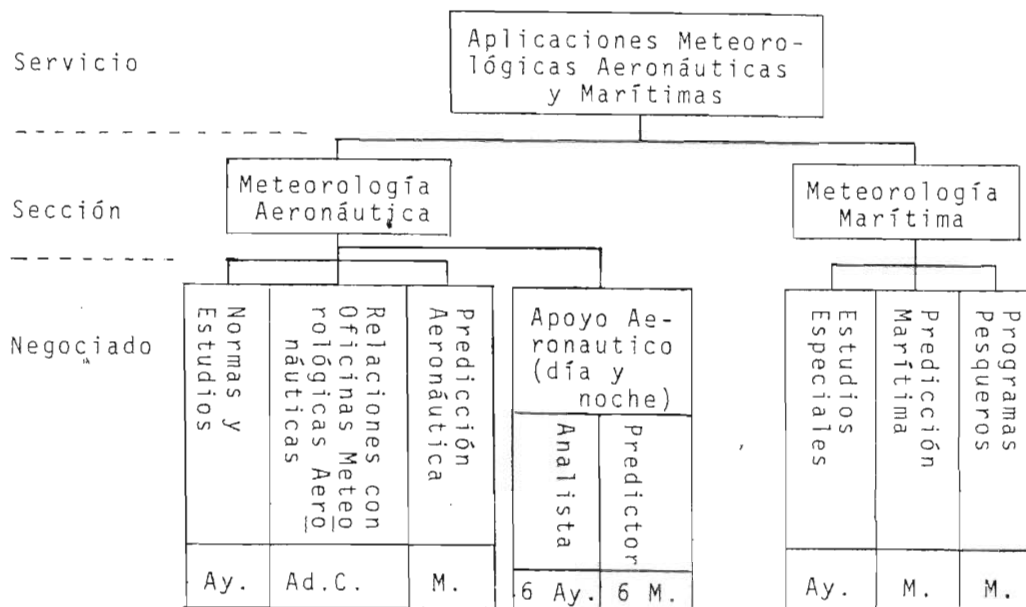 Servicio
Aplicaciones Meteoro-
lógicas Aeronáuticas
y Marítimas
Sección
Meteorología
Aeronáutica
Meteorología
Marítima
Negociado
Normas y
Estudios
Relaciones con
Oficinas Meteo
rológicas Aero
náuticas
Predicción
Aeronáutica
Apoyo Ae-
ronautico
(día y
noche)
Analista
Predictor
Estudios
Especiales
Predicción
Marítima
Programas
Pesqueros
Ay.
Ad.C.
M.
6 Ay.
6 M.
Ay.
M.
M.